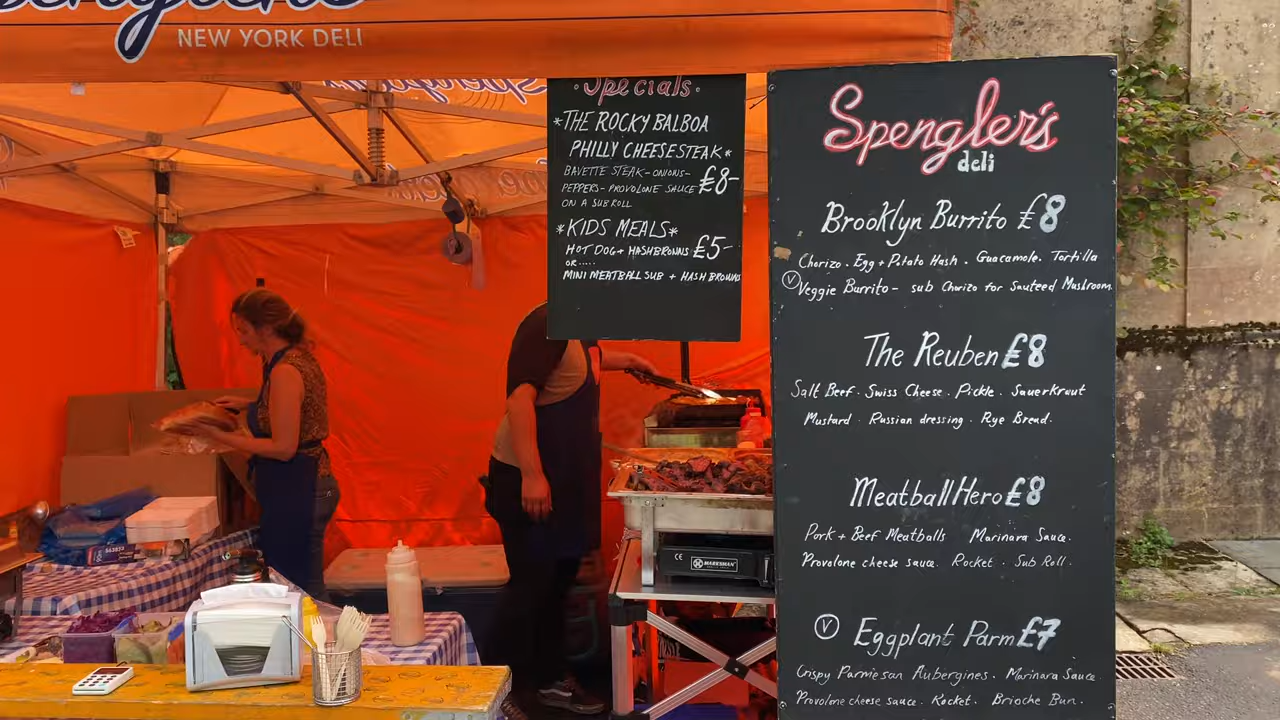 NEW YORK DELI
· Specials ·
*THE ROCKY BALBOA
PHILLY CHEESESTEAK*
BAVETTE STEAK - ONIONS -
PEPPERS - PROVOLONE SAUCE £8-
ON A SUB ROLL
*KIDS MEALS*
HOT DOG + HASHBROWNS £5-
OR.....
MINI MEATBALL SUB + HASH BROWNS
Spengler's
deli
Brooklyn Burrito £8
Chorizo . Egg + Potato Hash . Guacamole . Tortilla
Ⓥ Veggie Burrito - sub Chorizo for Sauteed Mushroom
The Reuben £8
Salt Beef . Swiss Cheese . Pickle . Sauerkraut
Mustard . Russian dressing . Rye Bread.
Meatball Hero £8
Pork + Beef Meatballs Marinara Sauce.
Provolone cheese sauce. Rocket . Sub Roll.
Ⓥ Eggplant Parm £7
Crispy Parmesan Aubergines . Marinara Sauce.
Provolone cheese sauce . Rocket . Brioche Bun.
CE MARKSMAN